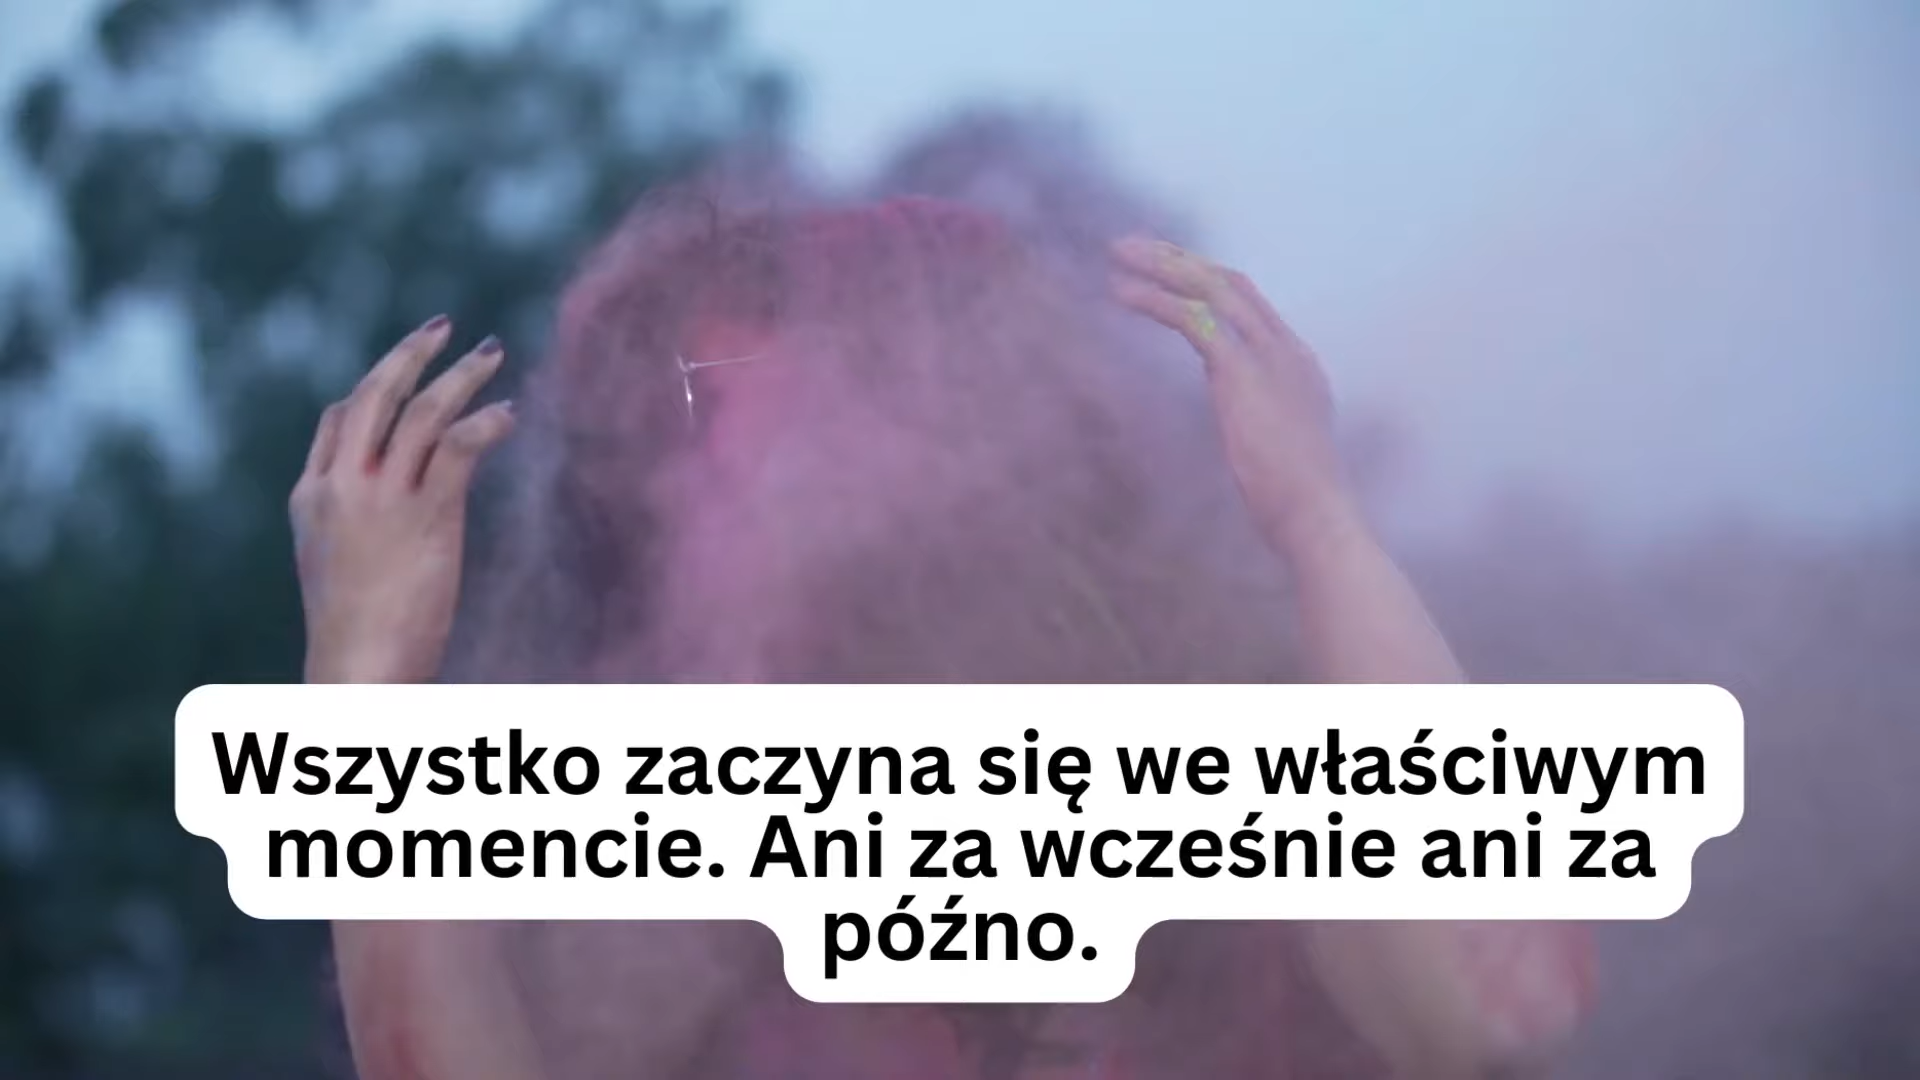 Wszystko zaczyna się we właściwym
momencie. Ani za wcześnie ani za
późno.